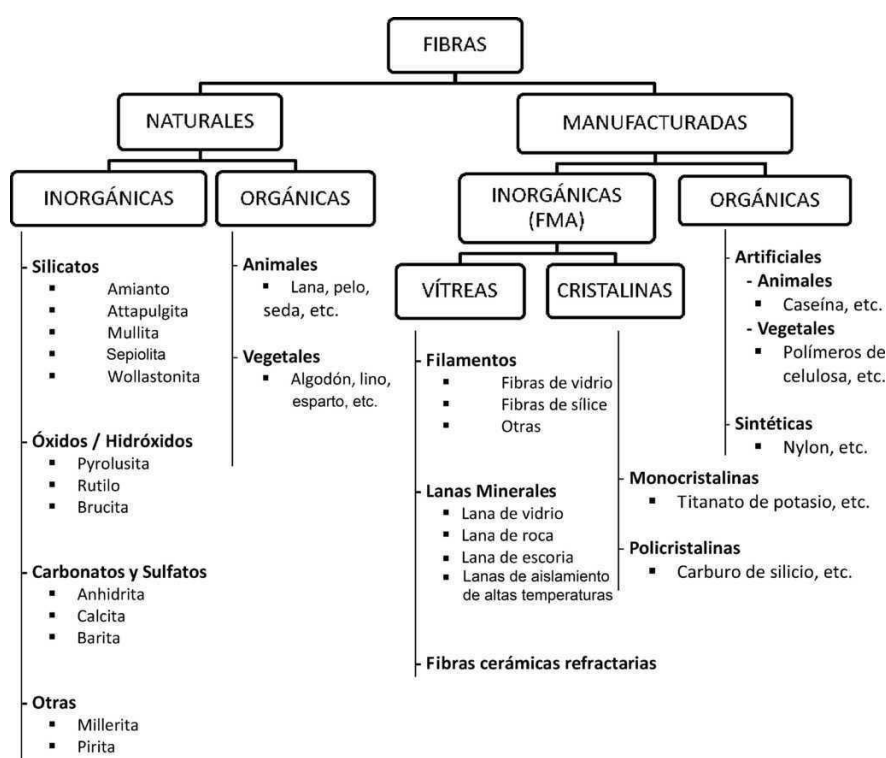 FIBRAS
NATURALES
MANUFACTURADAS
INORGÁNICAS
ORGÁNICAS
INORGÁNICAS
(FMA)
ORGÁNICAS
- Silicatos
▪ Amianto
▪ Attapulgita
▪ Mullita
▪ Sepiolita
▪ Wollastonita
- Óxidos / Hidróxidos
▪ Pyrolusita
▪ Rutilo
▪ Brucita
- Carbonatos y Sulfatos
▪ Anhidrita
▪ Calcita
▪ Barita
- Otras
▪ Millerita
▪ Pirita
- Animales
▪ Lana, pelo,
seda, etc.
- Vegetales
▪ Algodón, lino,
esparto, etc.
VÍTREAS
CRISTALINAS
- Filamentos
▪ Fibras de vidrio
▪ Fibras de sílice
▪ Otras
- Lanas Minerales
▪ Lana de vidrio
▪ Lana de roca
▪ Lana de escoria
▪ Lanas de aislamiento
de altas temperaturas
- Fibras cerámicas refractarias
- Monocristalinas
▪ Titanato de potasio, etc.
- Policristalinas
▪ Carburo de silicio, etc.
- Artificiales
- Animales
▪ Caseína, etc.
- Vegetales
▪ Polímeros de
celulosa, etc.
- Sintéticas
▪ Nylon, etc.